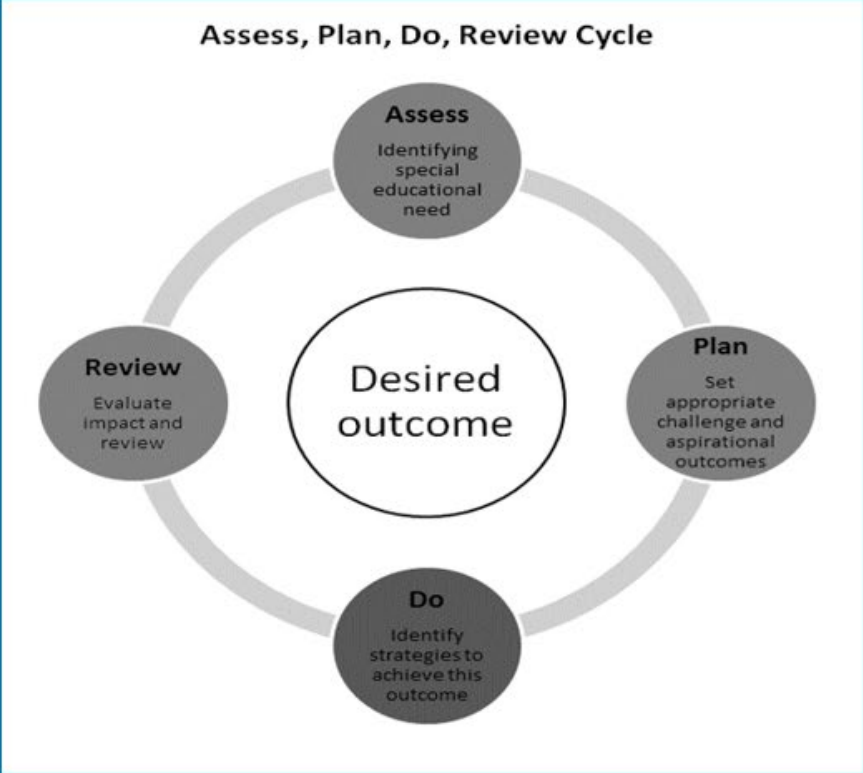 Assess, Plan, Do, Review Cycle
Assess
Identifying
special
educational
need
Plan
Set
appropriate
challenge and
aspirational
outcomes
Do
Identify
strategies to
achieve this
outcome
Review
Evaluate
impact and
review
Desired
outcome